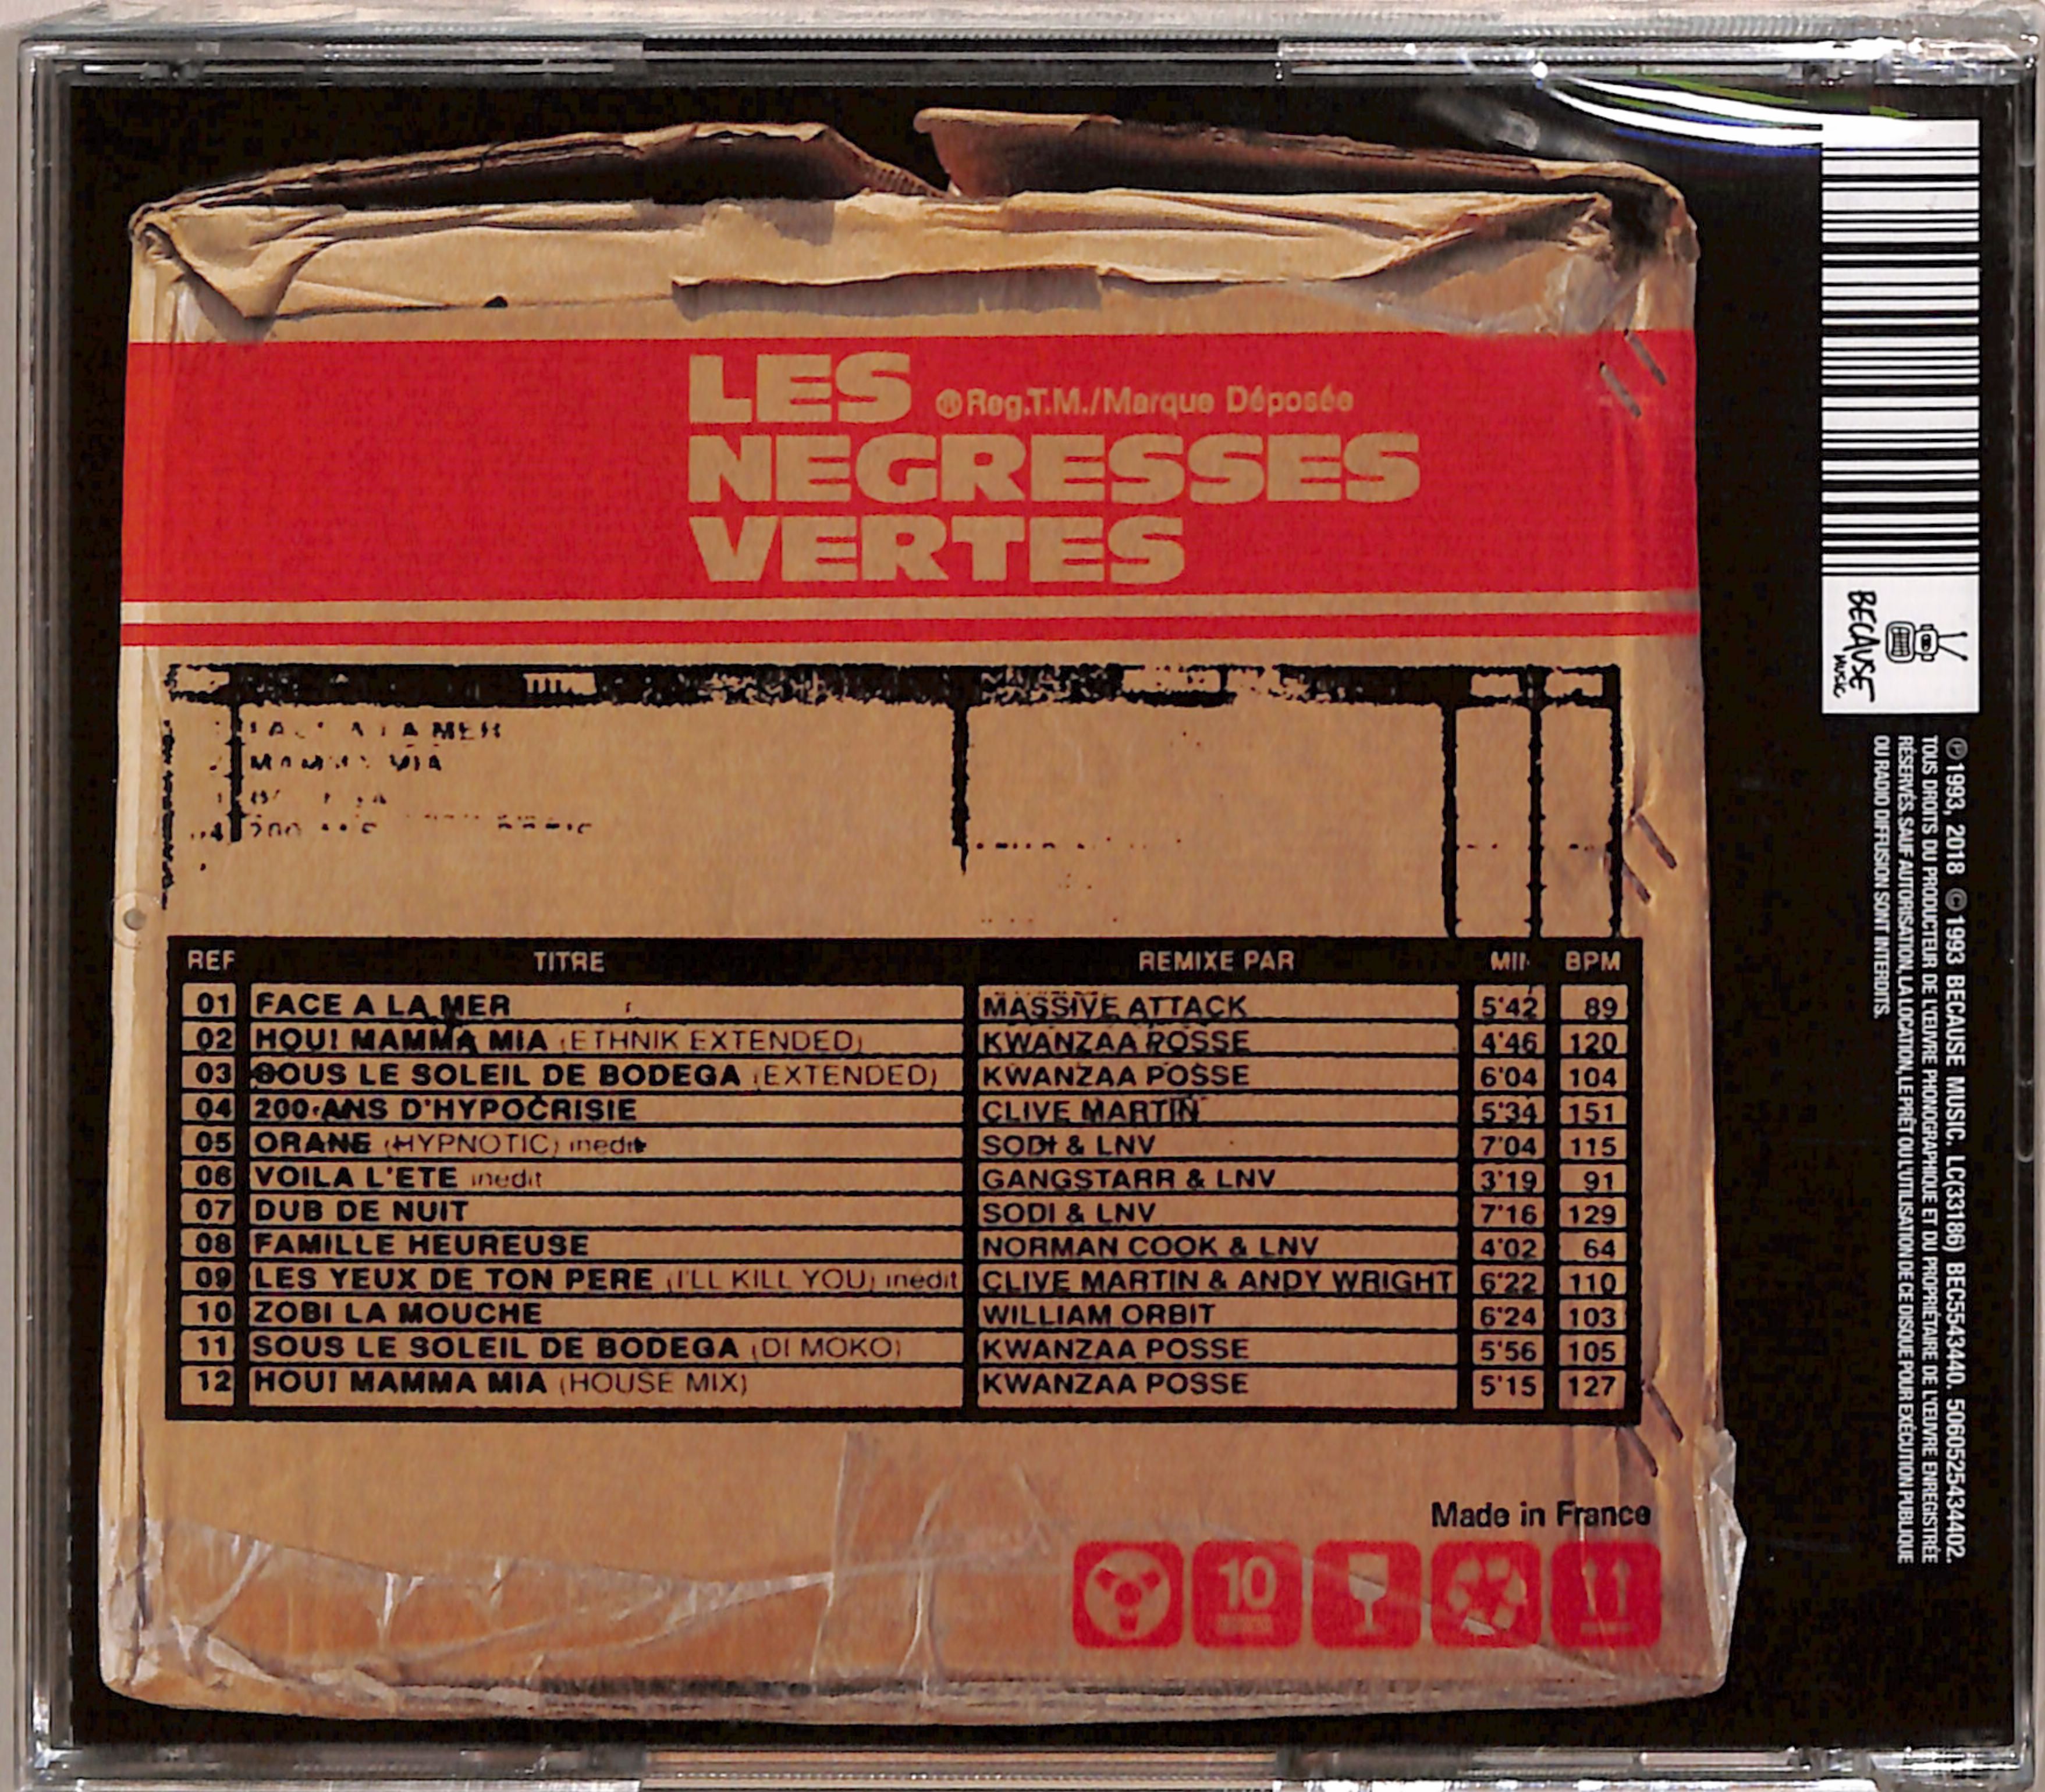 LES
® Reg.T.M./Marque Déposée
NEGRESSES
VERTES
TITRE
A LA MER
MAMMA MIA
04 200
REF TITRE REMIXE PAR MIN BPM
01 FACE A LA MER MASSIVE ATTACK 5'42 89
02 HOU! MAMMA MIA (ETHNIK EXTENDED) KWANZAA POSSE 4'46 120
03 SOUS LE SOLEIL DE BODEGA (EXTENDED) KWANZAA POSSE 6'04 104
04 200 ANS D'HYPOCRISIE CLIVE MARTIN 5'34 151
05 ORANE (HYPNOTIC) inedit SODI & LNV 7'04 115
06 VOILA L'ETE inedit GANGSTARR & LNV 3'19 91
07 DUB DE NUIT SODI & LNV 7'16 129
08 FAMILLE HEUREUSE NORMAN COOK & LNV 4'02 64
09 LES YEUX DE TON PERE (I'LL KILL YOU) inedit CLIVE MARTIN & ANDY WRIGHT 6'22 110
10 ZOBI LA MOUCHE WILLIAM ORBIT 6'24 103
11 SOUS LE SOLEIL DE BODEGA (DI MOKO) KWANZAA POSSE 5'56 105
12 HOU! MAMMA MIA (HOUSE MIX) KWANZAA POSSE 5'15 127
Made in France
10
BECAUSE
MUSIC
℗ 1993, 2018 © 1993 BECAUSE MUSIC. LC(33186) BEC5543440. 5060525434402.
TOUS DROITS DU PRODUCTEUR DE L'ŒUVRE PHONOGRAPHIQUE ET DU PROPRIÉTAIRE DE L'ŒUVRE ENREGISTRÉE
RÉSERVÉS. SAUF AUTORISATION, LA LOCATION, LE PRÊT OU L'UTILISATION DE CE DISQUE POUR EXÉCUTION PUBLIQUE
OU RADIO DIFFUSION SONT INTERDITS.